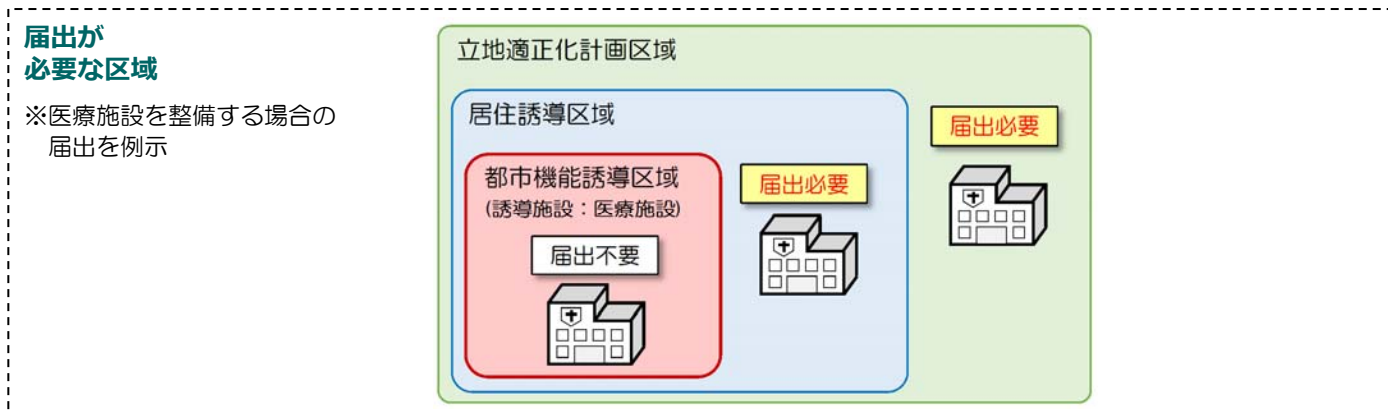 届出が
必要な区域
※医療施設を整備する場合の
届出を例示
立地適正化計画区域
居住誘導区域
届出必要
都市機能誘導区域
(誘導施設：医療施設)
届出必要
届出不要